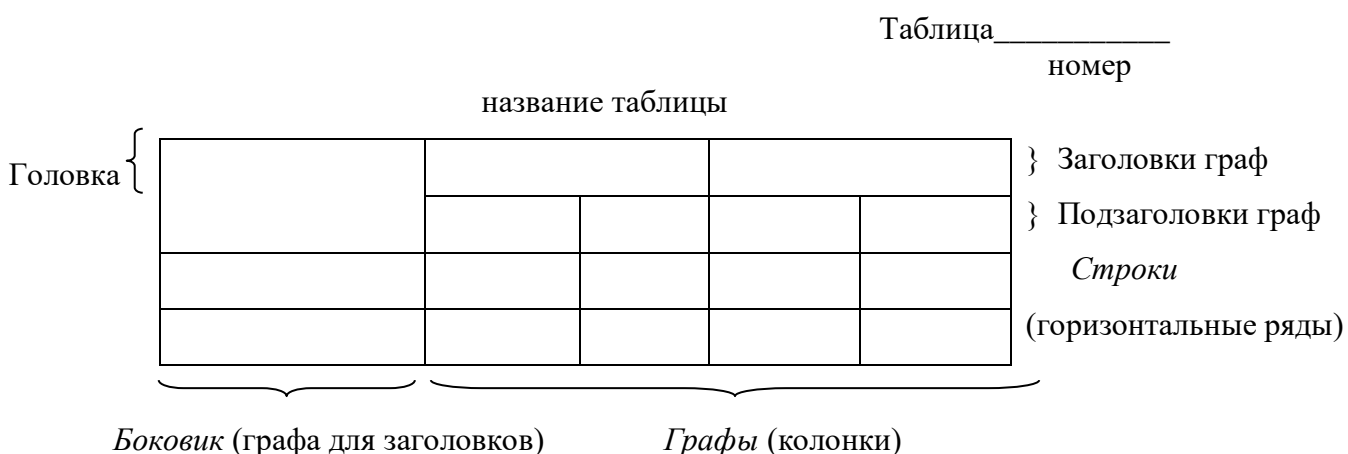 Таблица___________
номер
название таблицы
Головка { } Заголовки граф
} Подзаголовки граф
Строки
(горизонтальные ряды)
Боковик (графа для заголовков) Графы (колонки)